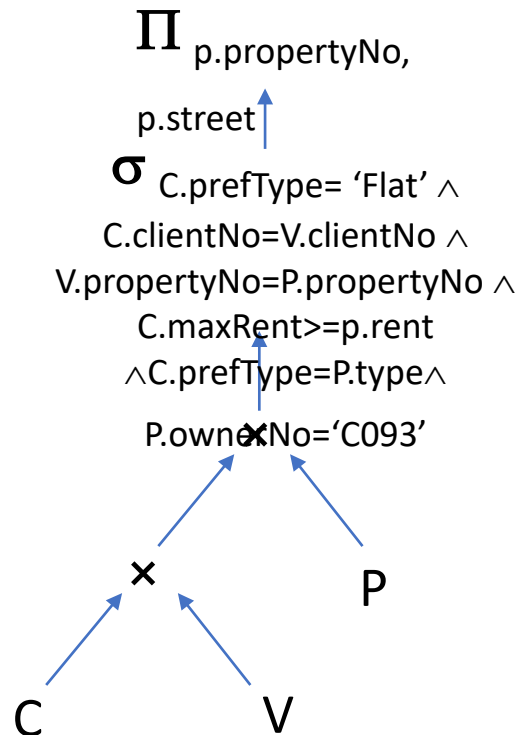 Π p.propertyNo,
p.street
σ C.prefType= ‘Flat’ ∧
C.clientNo=V.clientNo ∧
V.propertyNo=P.propertyNo ∧
C.maxRent>=p.rent
∧C.prefType=P.type∧
P.ownerNo=‘C093’
×
×
P
C V